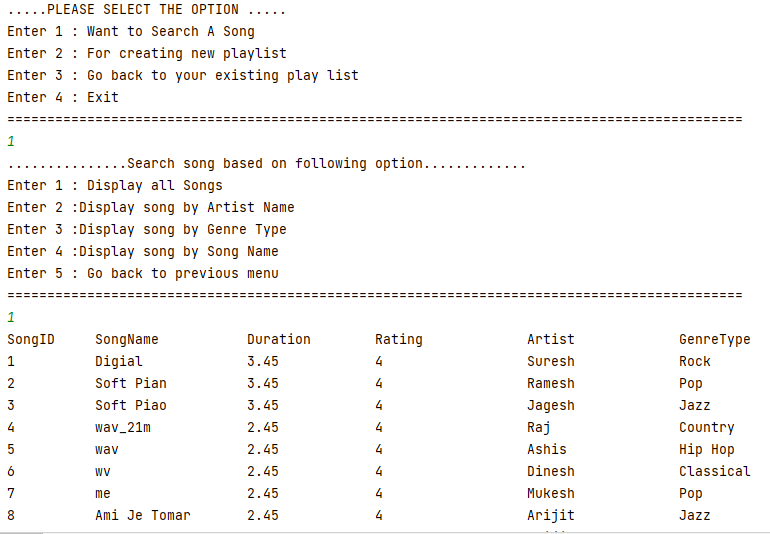 .....PLEASE SELECT THE OPTION .....
Enter 1 : Want to Search A Song
Enter 2 : For creating new playlist
Enter 3 : Go back to your existing play list
Enter 4 : Exit
============================================================================================
1
...............Search song based on following option.............
Enter 1 : Display all Songs
Enter 2 :Display song by Artist Name
Enter 3 :Display song by Genre Type
Enter 4 :Display song by Song Name
Enter 5 : Go back to previous menu
============================================================================================
1
SongID SongName Duration Rating Artist GenreType
1 Digial 3.45 4 Suresh Rock
2 Soft Pian 3.45 4 Ramesh Pop
3 Soft Piao 3.45 4 Jagesh Jazz
4 wav_21m 2.45 4 Raj Country
5 wav 2.45 4 Ashis Hip Hop
6 wv 2.45 4 Dinesh Classical
7 me 2.45 4 Mukesh Pop
8 Ami Je Tomar 2.45 4 Arijit Jazz